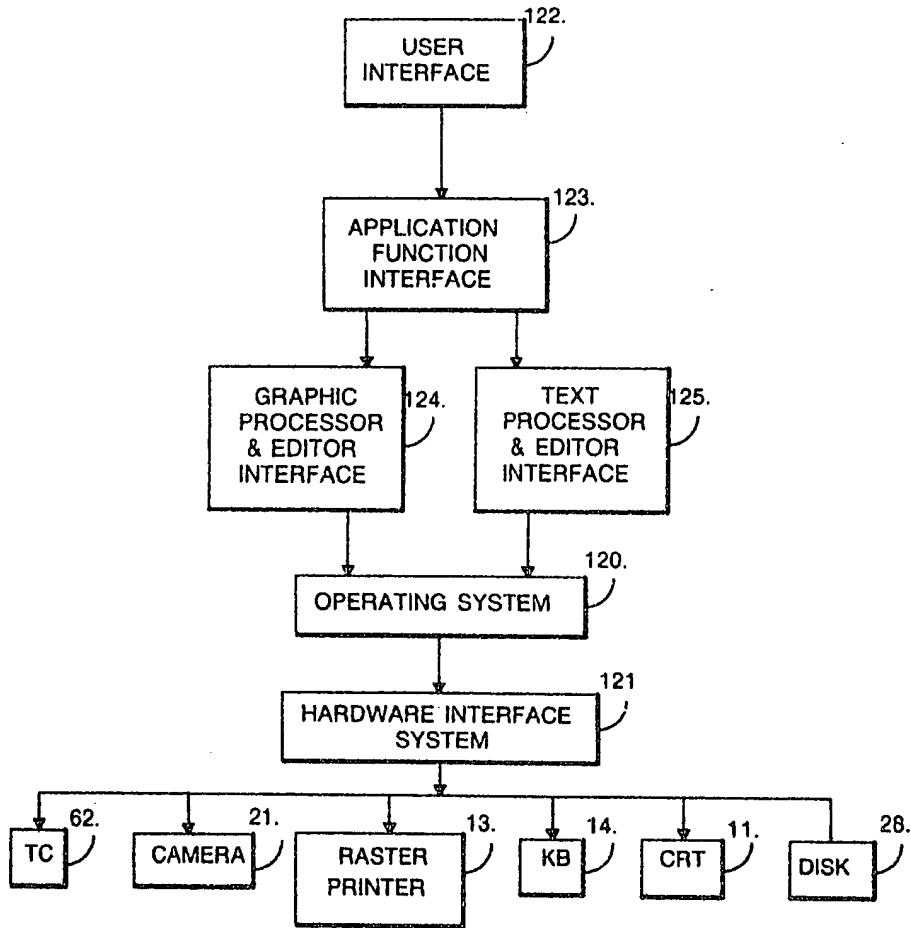 122.
USER
INTERFACE
123.
APPLICATION
FUNCTION
INTERFACE
GRAPHIC
PROCESSOR
& EDITOR
INTERFACE
124.
TEXT
PROCESSOR
& EDITOR
INTERFACE
125.
120.
OPERATING SYSTEM
121
HARDWARE INTERFACE
SYSTEM
62.
TC
21.
CAMERA
13.
RASTER
PRINTER
14.
KB
11.
CRT
28.
DISK